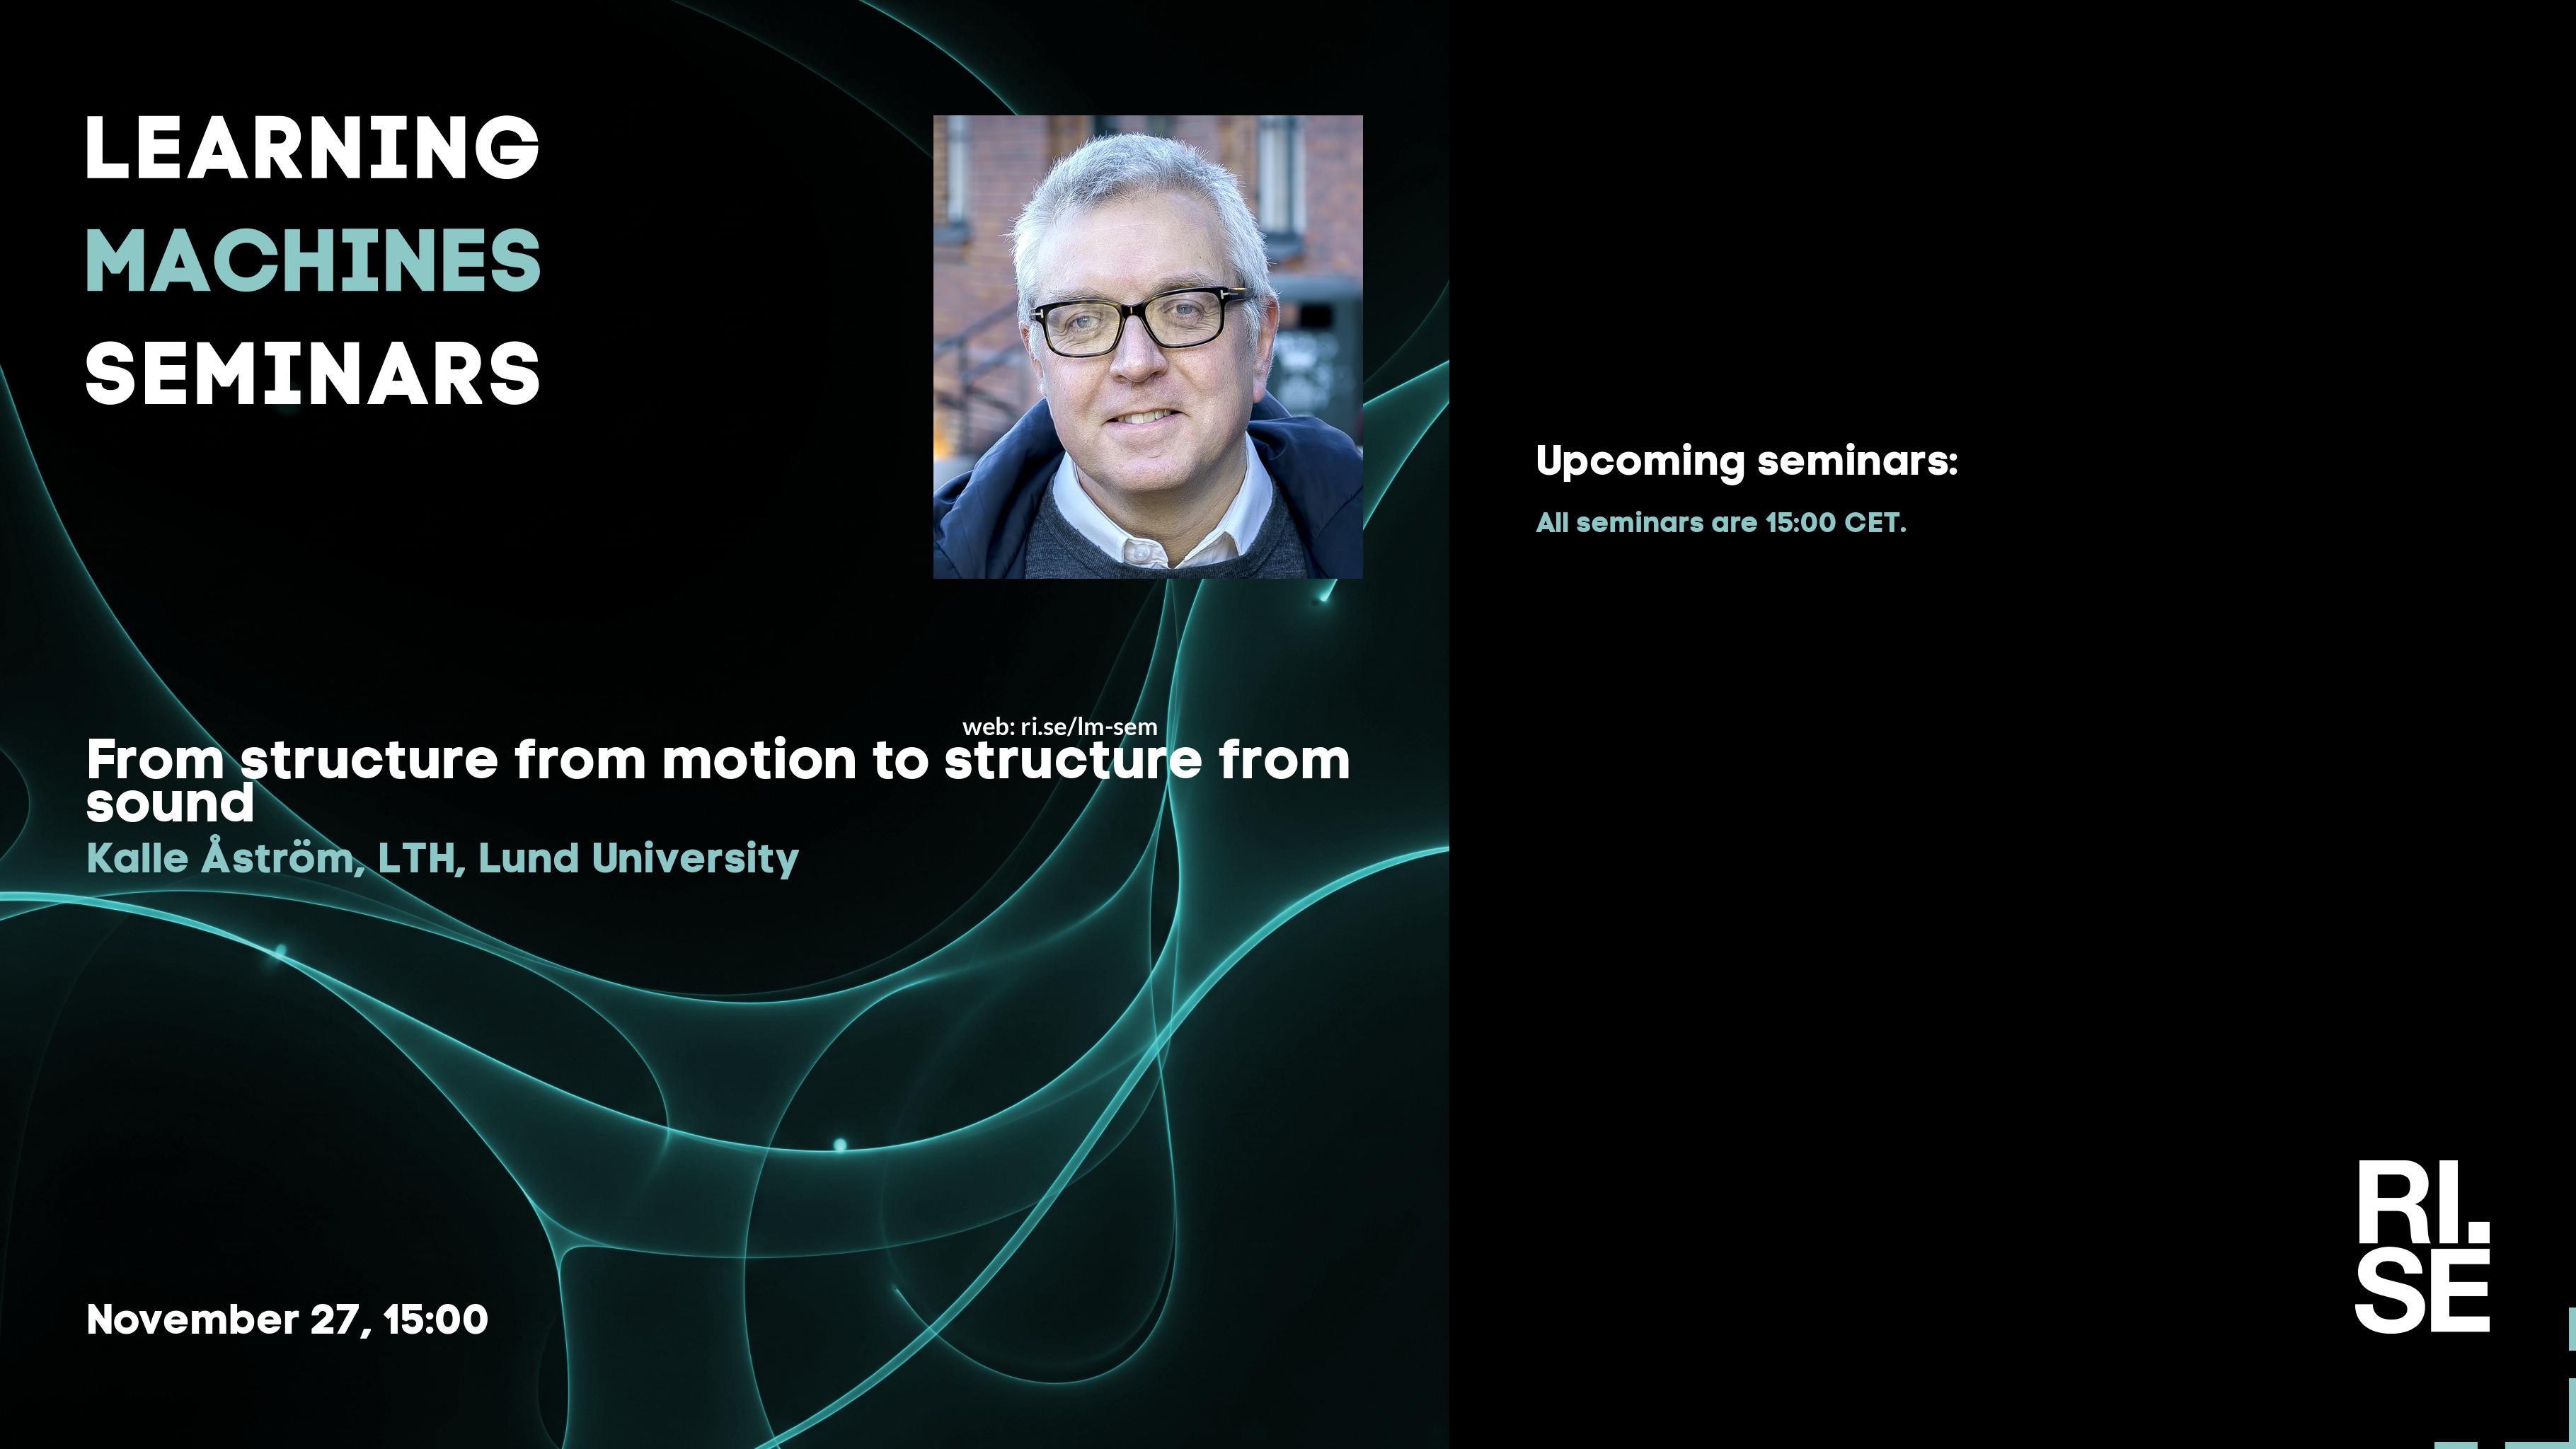 LEARNING
MACHINES
SEMINARS
web: ri.se/lm-sem
From structure from motion to structure from
sound
Kalle Åström, LTH, Lund University
November 27, 15:00
Upcoming seminars:
All seminars are 15:00 CET.
RI.
SE